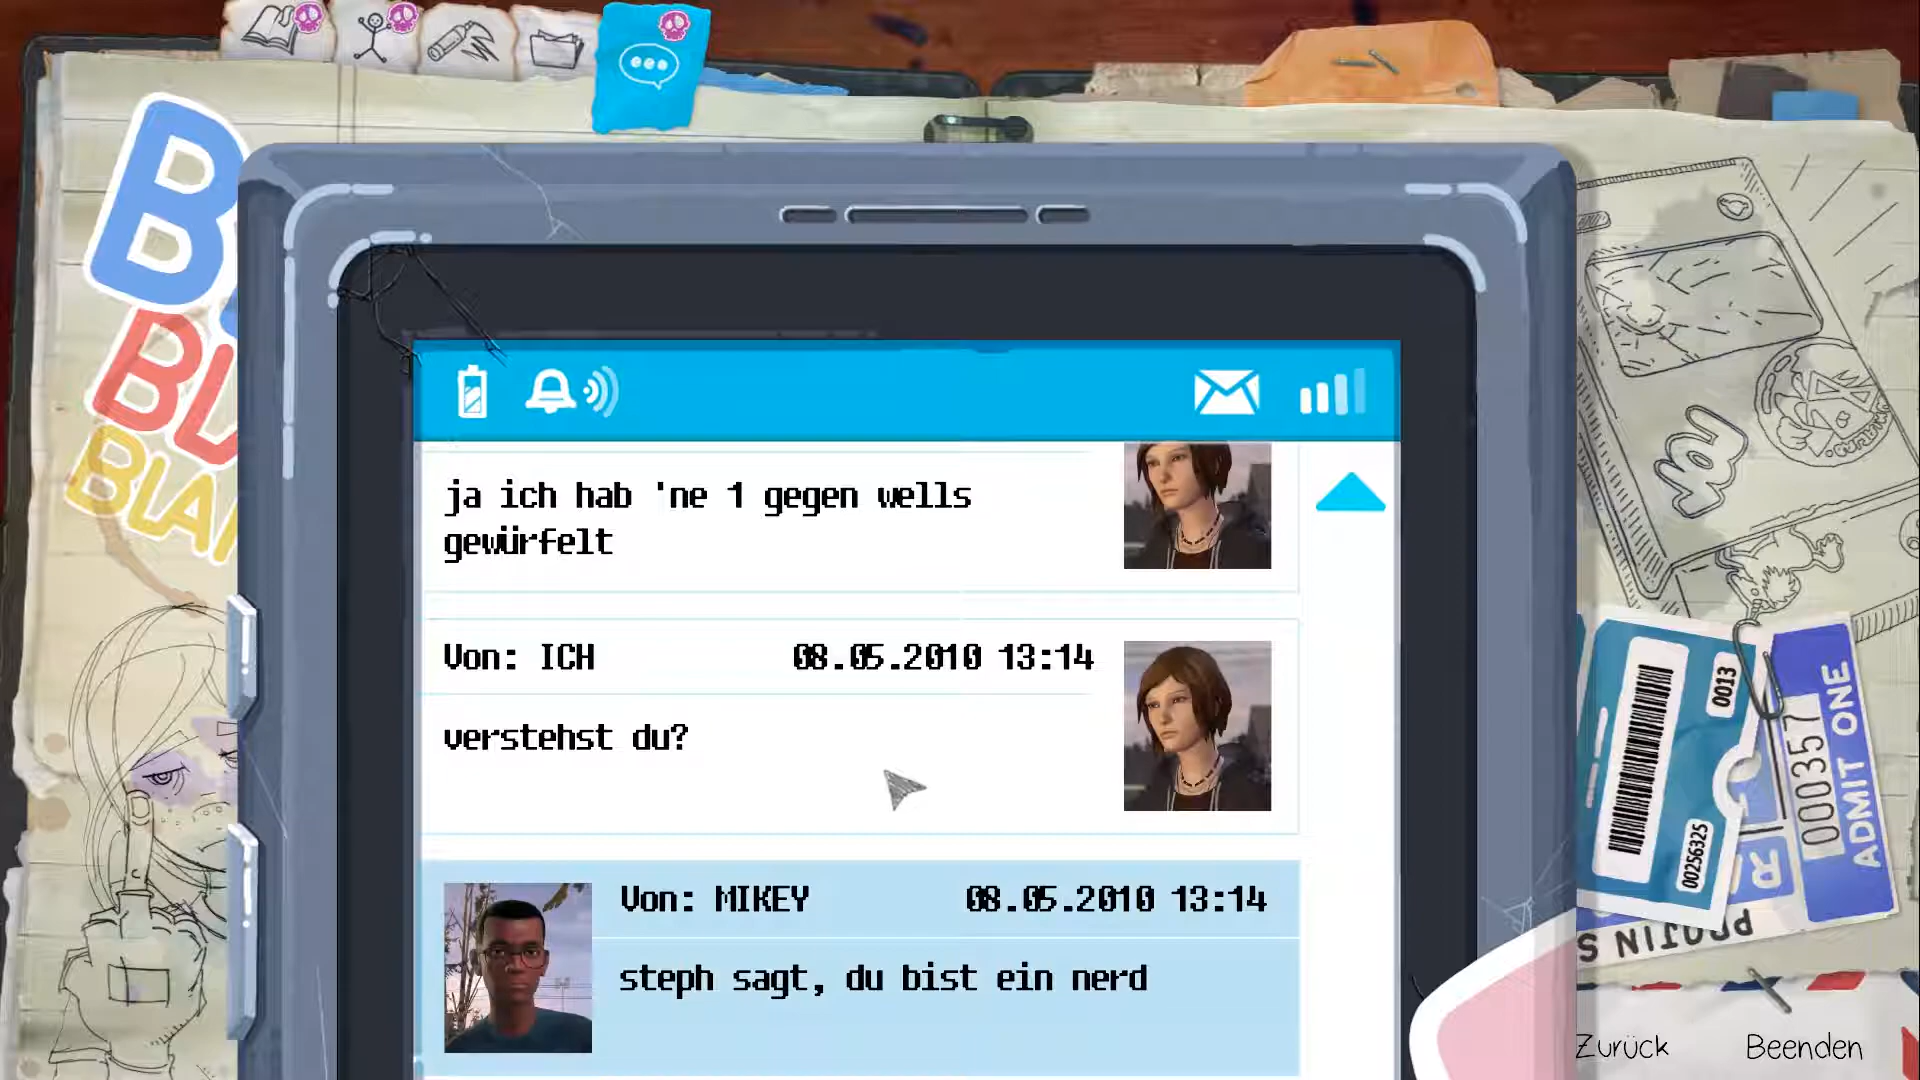 ja ich hab 'ne 1 gegen wells
gewürfelt
Von: ICH 08.05.2010 13:14
verstehst du?
Von: MIKEY 08.05.2010 13:14
steph sagt, du bist ein nerd
BLA
0013
00256325
000357
ADMIT ONE
Zurück
Beenden